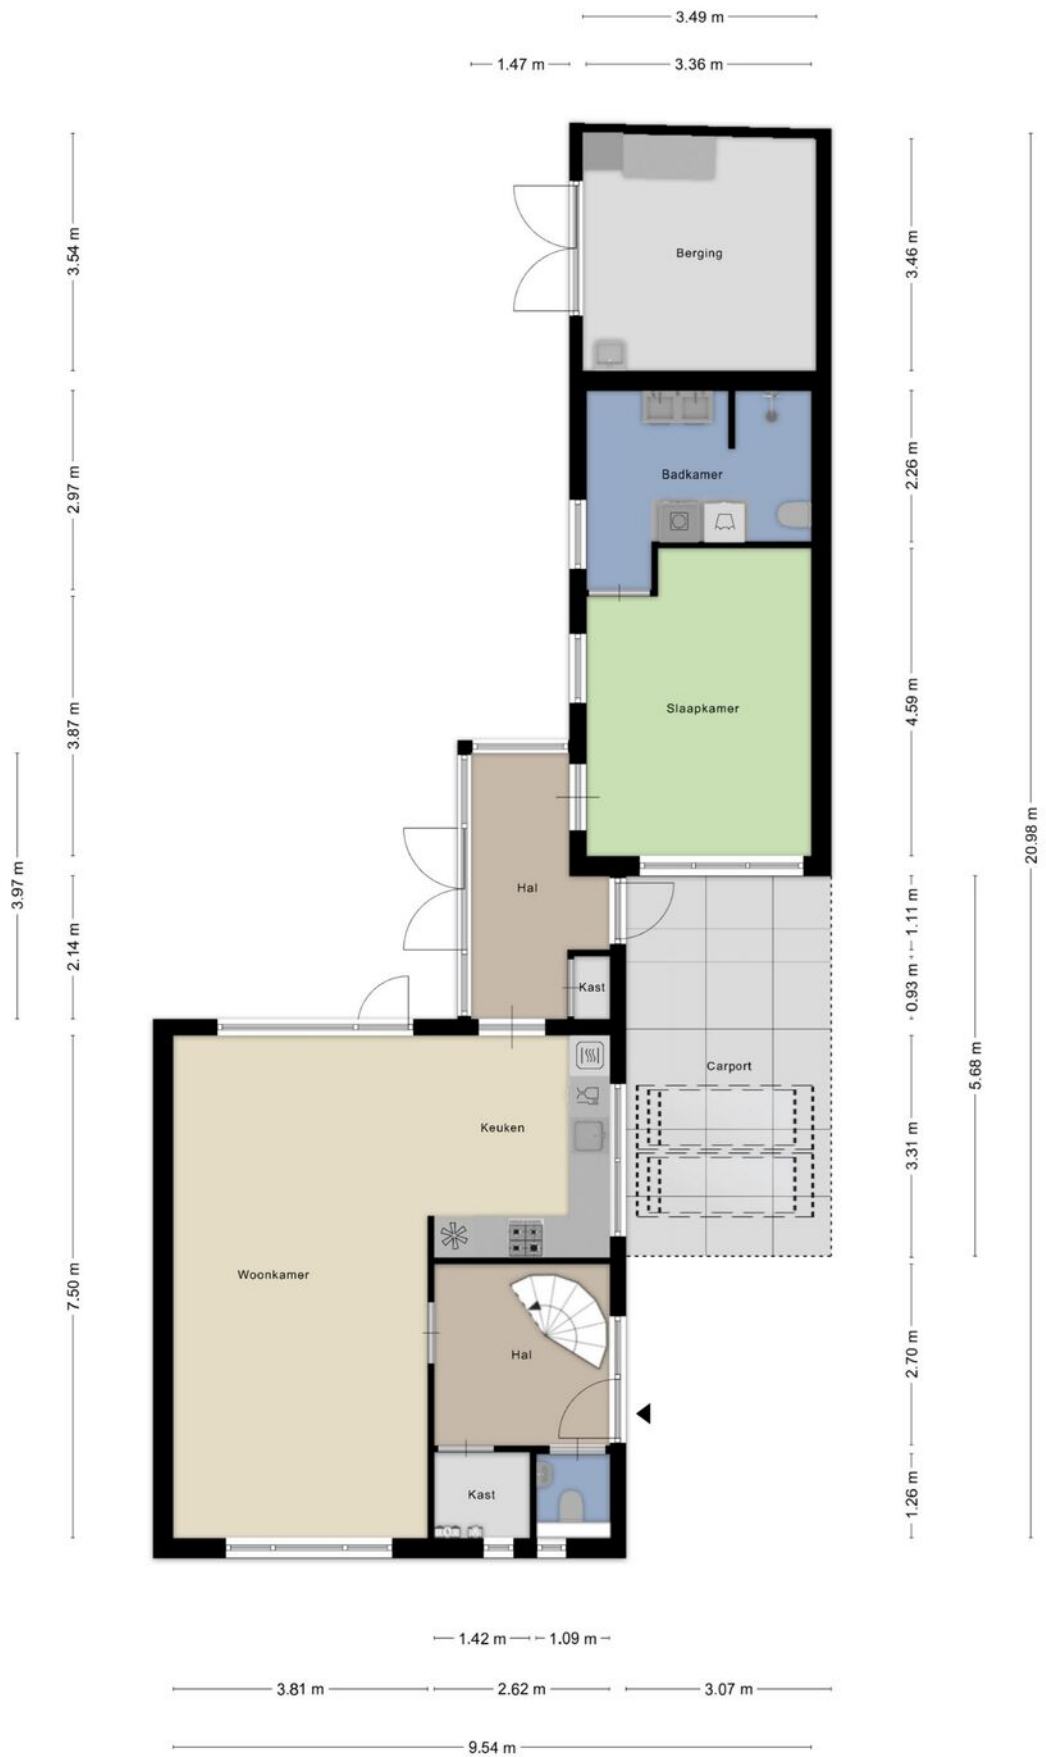 3.49 m
1.47 m
3.36 m
3.54 m
Berging
3.46 m
2.97 m
Badkamer
2.26 m
3.87 m
Slaapkamer
4.59 m
20.98 m
3.97 m
Hal
1.11 m
2.14 m
0.93 m
Kast
Carport
5.68 m
Keuken
3.31 m
Woonkamer
7.50 m
Hal
2.70 m
Kast
1.26 m
1.42 m
1.09 m
3.81 m
2.62 m
3.07 m
9.54 m